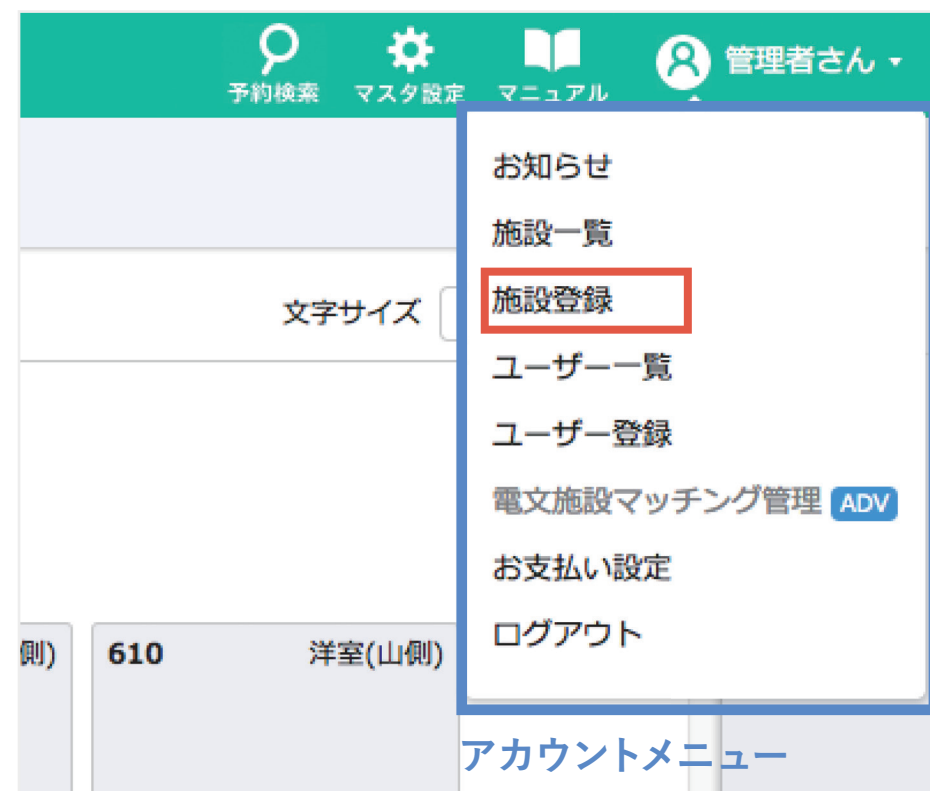 予約検索 マスタ設定 マニュアル 管理者さん
お知らせ
施設一覧
施設登録
文字サイズ
ユーザー一覧
ユーザー登録
電文施設マッチング管理 ADV
お支払い設定
ログアウト
側) 610 洋室(山側)
アカウントメニュー